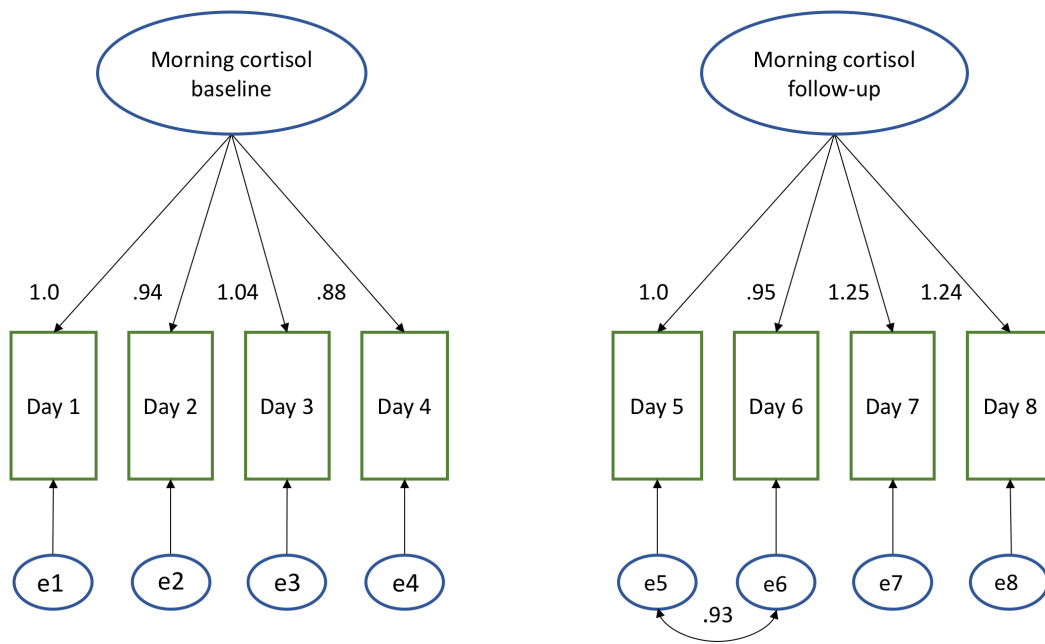 Morning cortisol
baseline
Morning cortisol
follow-up
1.0 .94 1.04 .88
1.0 .95 1.25 1.24
Day 1 Day 2 Day 3 Day 4
Day 5 Day 6 Day 7 Day 8
e1 e2 e3 e4
e5 e6 e7 e8
.93